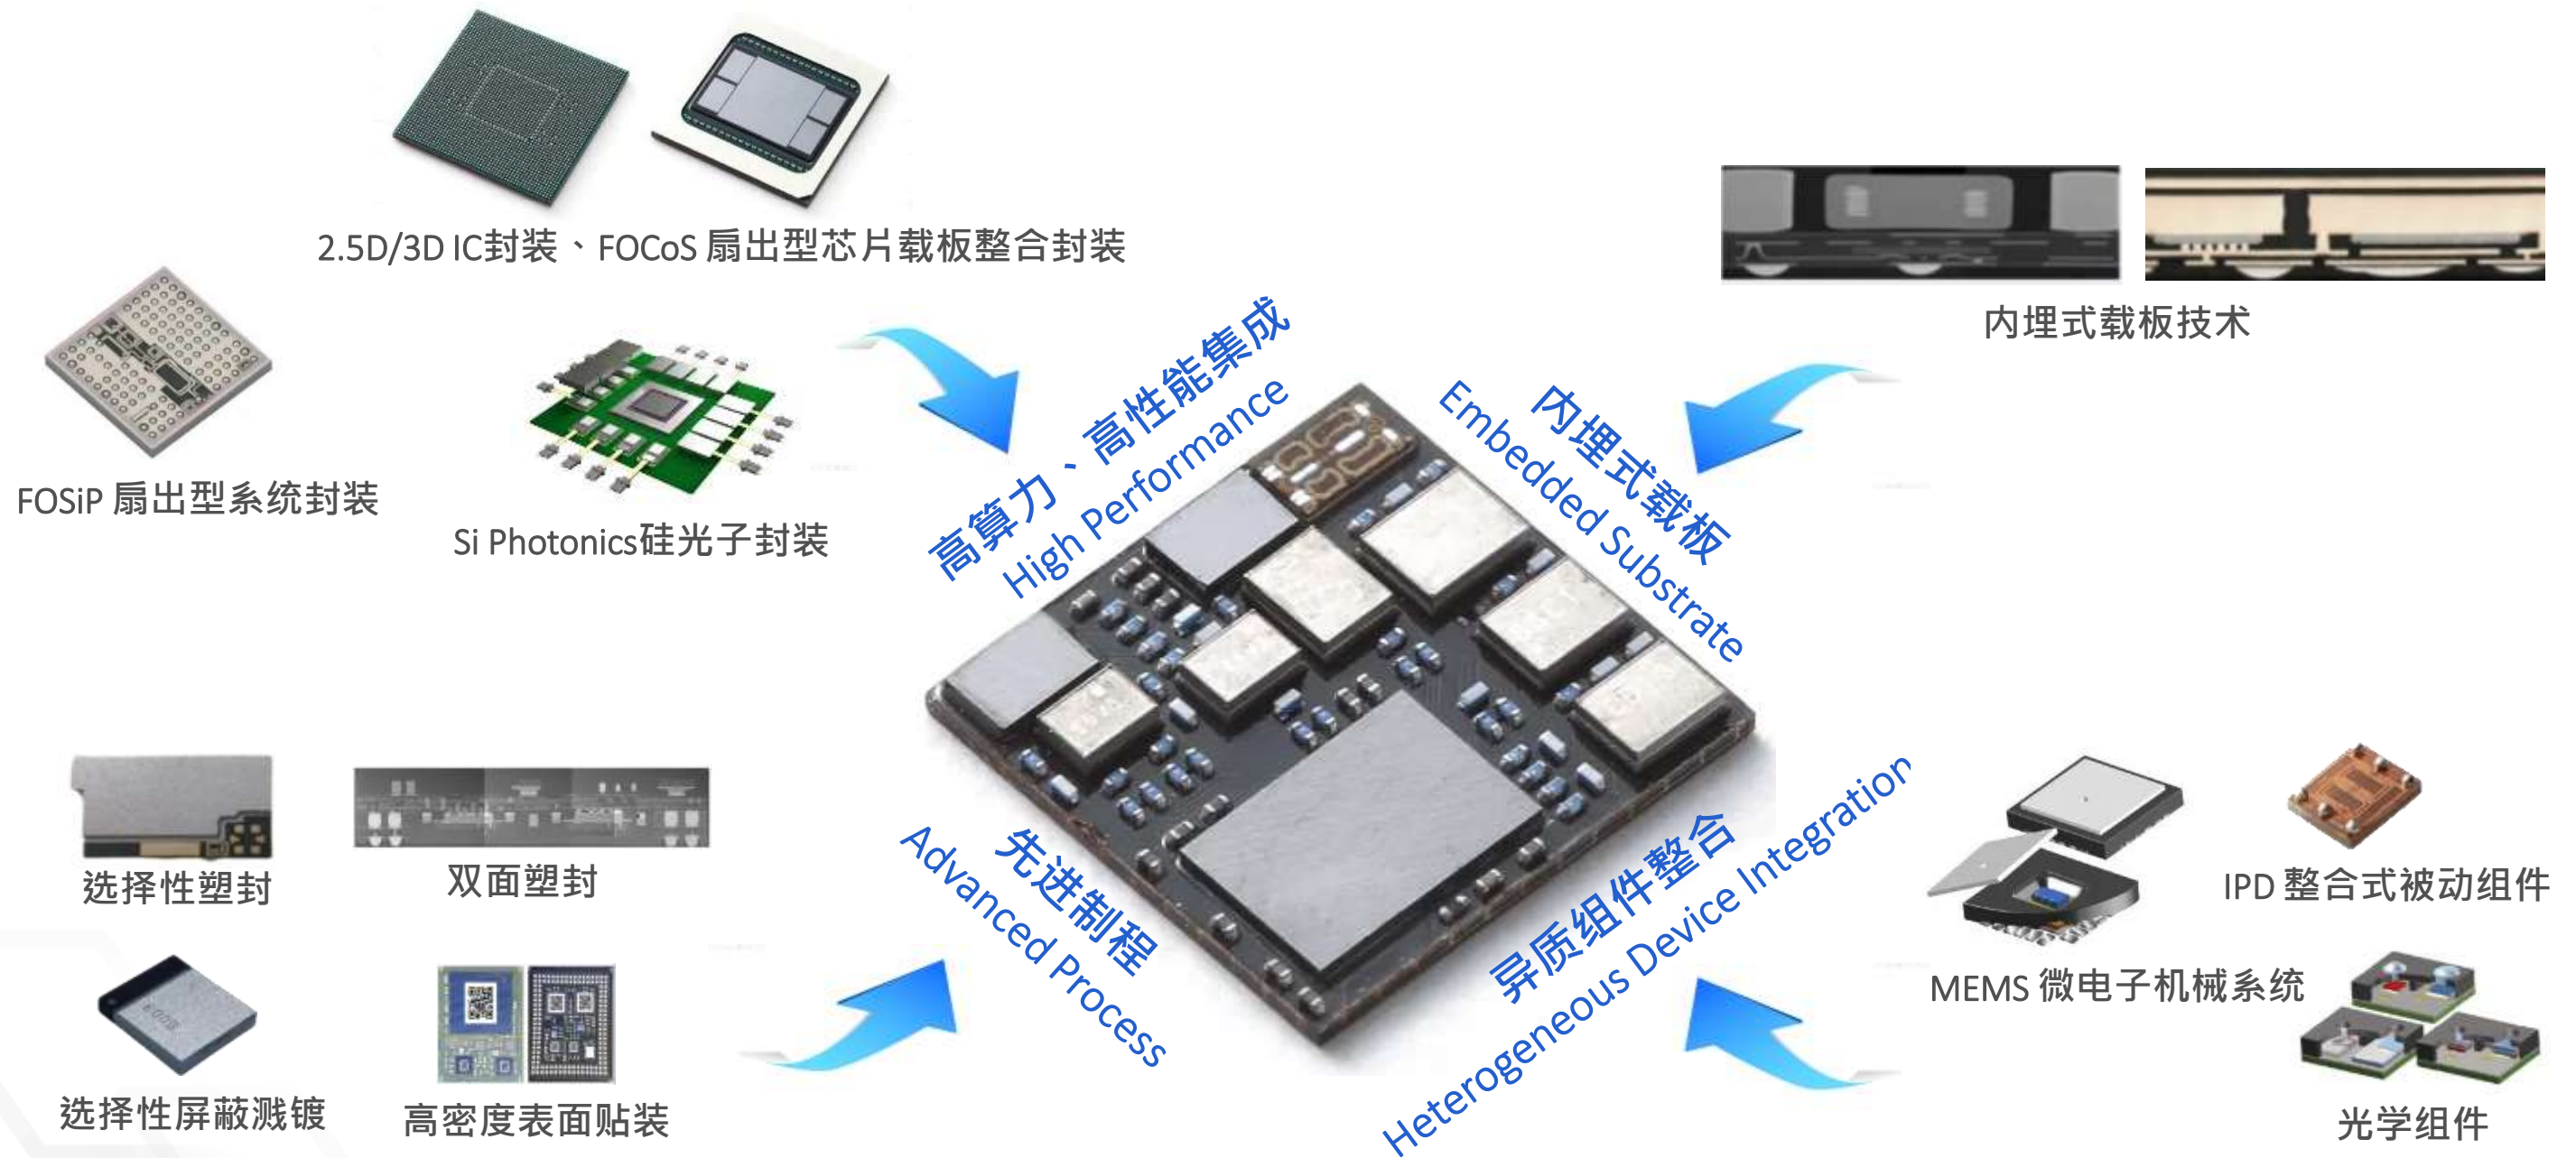 2.5D/3D IC封装、FOCoS 扇出型芯片载板整合封装
FOSiP 扇出型系统封装
Si Photonics硅光子封装
高算力、高性能集成
High Performance
内埋式载板技术
内埋式载板
Embedded Substrate
选择性塑封
双面塑封
选择性屏蔽溅镀
高密度表面贴装
先进制程
Advanced Process
异质组件整合
Heterogeneous Device Integration
MEMS 微电子机械系统
IPD 整合式被动组件
光学组件